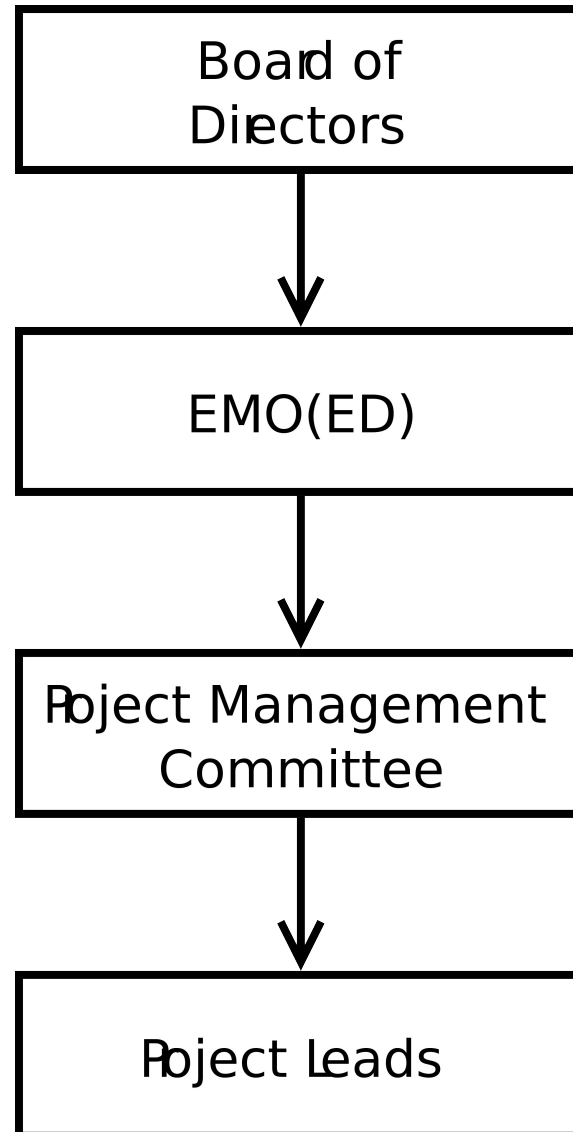 Board of
Directors
EMO(ED)
Project Management
Committee
Project Leads